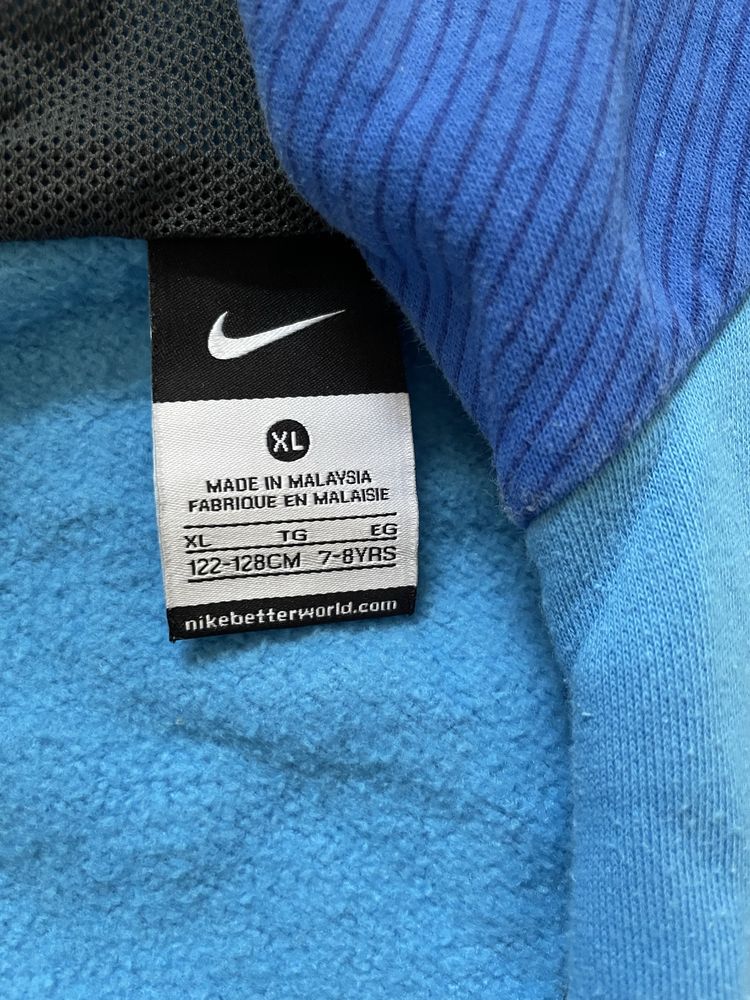 XL
MADE IN MALAYSIA
FABRIQUE EN MALAISIE
XL TG EG
122-128CM 7-8YRS
nikebetterworld.com